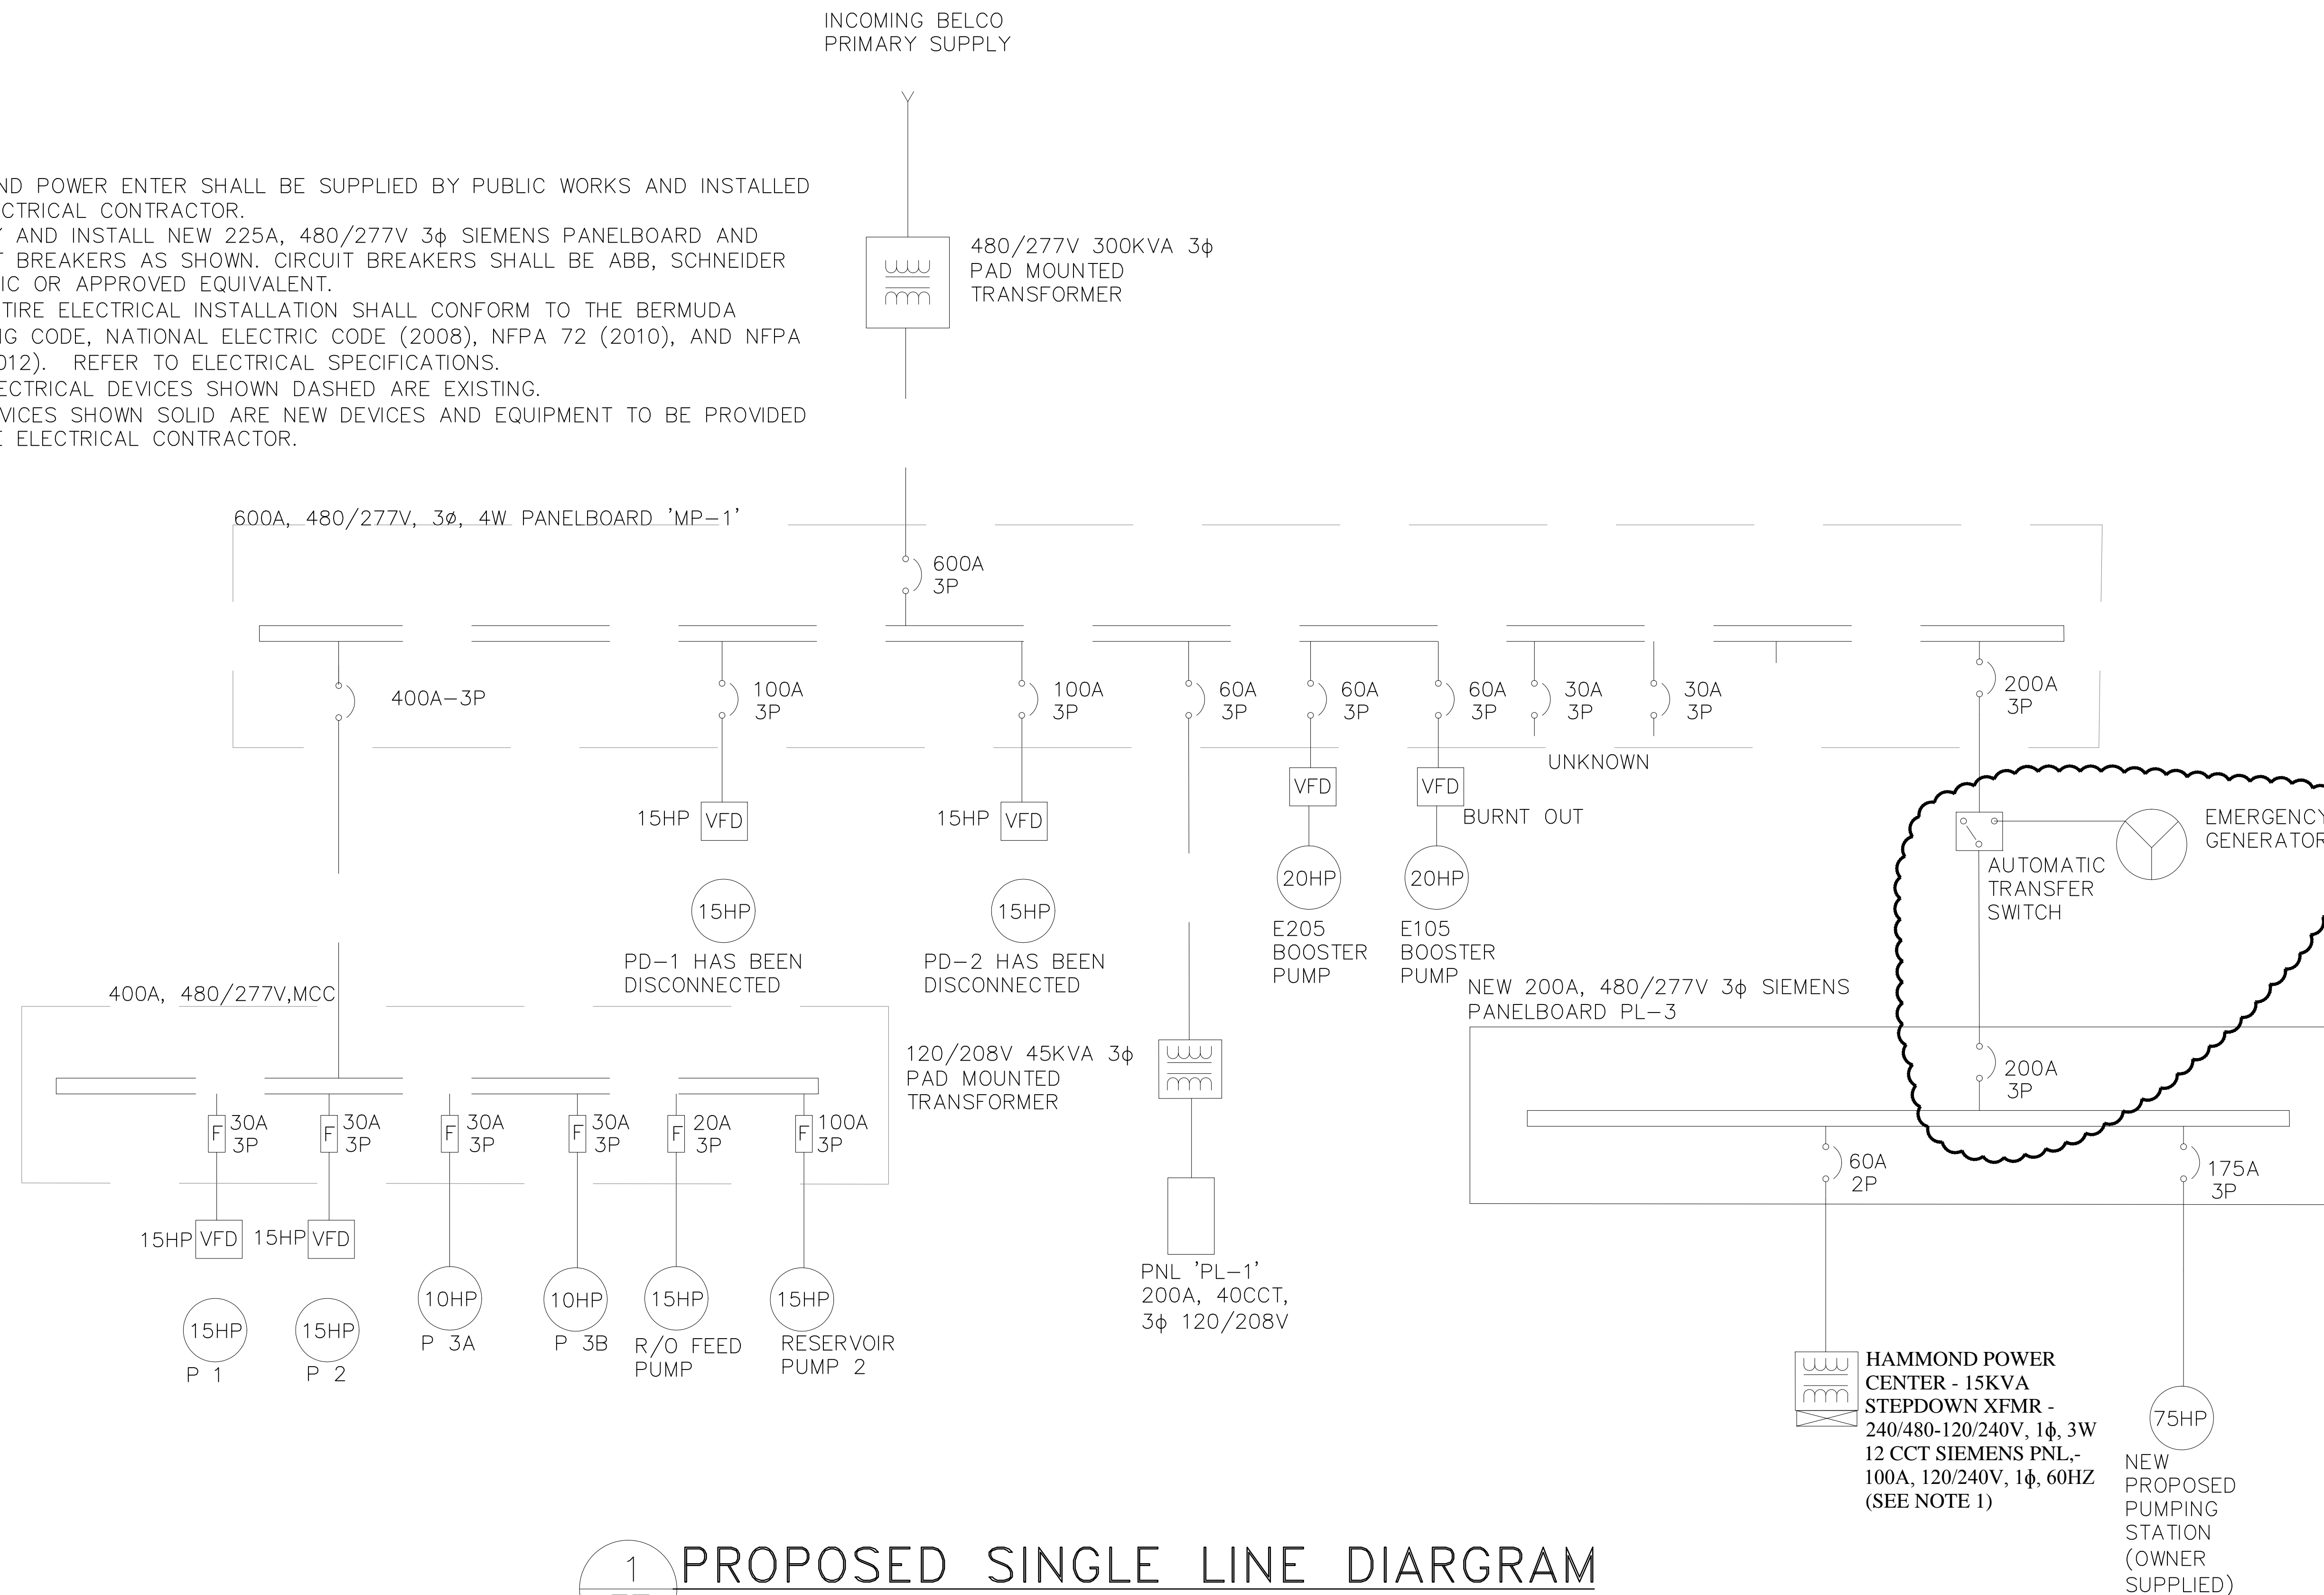 INCOMING BELCO
PRIMARY SUPPLY
ND POWER ENTER SHALL BE SUPPLIED BY PUBLIC WORKS AND INSTALLED
CTRICAL CONTRACTOR.
Y AND INSTALL NEW 225A, 480/277V 3ϕ SIEMENS PANELBOARD AND
T BREAKERS AS SHOWN. CIRCUIT BREAKERS SHALL BE ABB, SCHNEIDER
IC OR APPROVED EQUIVALENT.
TIRE ELECTRICAL INSTALLATION SHALL CONFORM TO THE BERMUDA
NG CODE, NATIONAL ELECTRIC CODE (2008), NFPA 72 (2010), AND NFPA
012). REFER TO ELECTRICAL SPECIFICATIONS.
ECTRICAL DEVICES SHOWN DASHED ARE EXISTING.
VICES SHOWN SOLID ARE NEW DEVICES AND EQUIPMENT TO BE PROVIDED
E ELECTRICAL CONTRACTOR.
480/277V 300KVA 3ϕ
PAD MOUNTED
TRANSFORMER
600A, 480/277V, 3ø, 4W PANELBOARD 'MP-1'
600A
3P
400A-3P
100A
3P
100A
3P
60A
3P
60A
3P
60A
3P
30A
3P
30A
3P
200A
3P
UNKNOWN
15HP
VFD
15HP
VFD
VFD
VFD
BURNT OUT
15HP
PD-1 HAS BEEN
DISCONNECTED
15HP
PD-2 HAS BEEN
DISCONNECTED
20HP
E205
BOOSTER
PUMP
20HP
E105
BOOSTER
PUMP
EMERGENCY
GENERATOR
AUTOMATIC
TRANSFER
SWITCH
400A, 480/277V,MCC
NEW 200A, 480/277V 3ϕ SIEMENS
PANELBOARD PL-3
120/208V 45KVA 3ϕ
PAD MOUNTED
TRANSFORMER
200A
3P
F
30A
3P
F
30A
3P
F
30A
3P
F
30A
3P
F
20A
3P
F
100A
3P
60A
2P
175A
3P
15HP
VFD
15HP
VFD
15HP
P 1
15HP
P 2
10HP
P 3A
10HP
P 3B
15HP
R/O FEED
PUMP
15HP
RESERVOIR
PUMP 2
PNL 'PL-1'
200A, 40CCT,
3ϕ 120/208V
HAMMOND POWER
CENTER - 15KVA
STEPDOWN XFMR -
240/480-120/240V, 1ϕ, 3W
12 CCT SIEMENS PNL,-
100A, 120/240V, 1ϕ, 60HZ
(SEE NOTE 1)
75HP
NEW
PROPOSED
PUMPING
STATION
(OWNER
SUPPLIED)
1
PROPOSED SINGLE LINE DIARGRAM